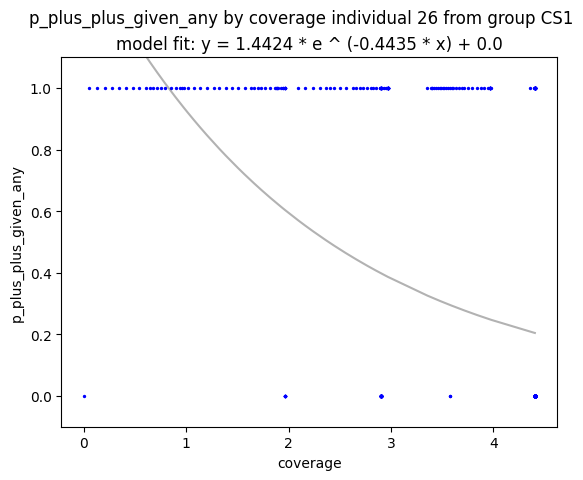 p_plus_plus_given_any by coverage individual 26 from group CS1
model fit: y = 1.4424 * e ^ (-0.4435 * x) + 0.0
1.0
0.8
0.6
0.4
0.2
0.0
p_plus_plus_given_any
0 1 2 3 4
coverage